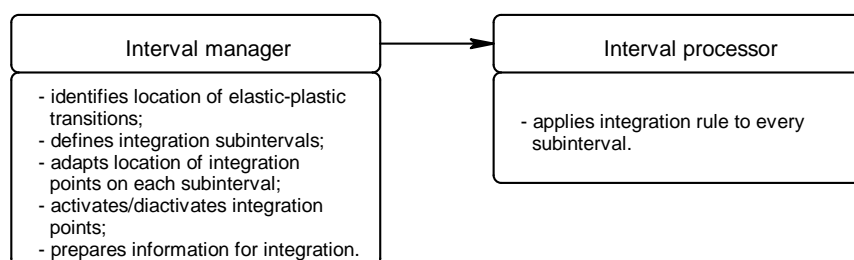 Interval manager
- identifies location of elastic-plastic
transitions;
- defines integration subintervals;
- adapts location of integration
points on each subinterval;
- activates/diactivates integration
points;
- prepares information for integration.
Interval processor
- applies integration rule to every
subinterval.